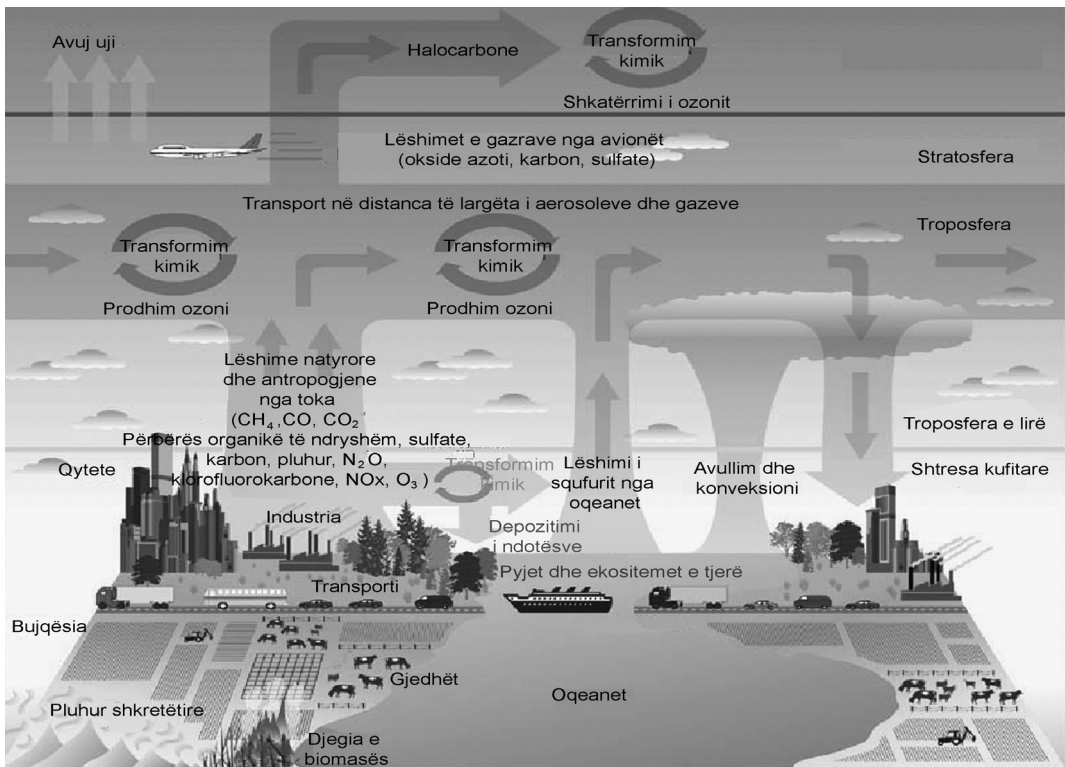 Avuj uji
Halocarbone
Transformim
kimik
Shkatërrimi i ozonit
Lëshimet e gazrave nga avionët
(okside azoti, karbon, sulfate)
Stratosfera
Transport në distanca të largëta i aerosoleve dhe gazeve
Troposfera
Transformim
kimik
Prodhim ozoni
Transformim
kimik
Prodhim ozoni
Lëshime natyrore
dhe antropogjene
nga toka
(CH₄,CO, CO₂
Përbërës organikë të ndryshëm, sulfate,
karbon, pluhur, N₂O,
klorofluorokarbone, NOx, O₃ )
Troposfera e lirë
Qytete
Transformim
kimik
Lëshimi i
squfurit nga
oqeanet
Avullim dhe
konveksioni
Shtresa kufitare
Industria
Depozitimi
i ndotësve
Pyjet dhe ekositemet e tjerë
Transporti
Bujqësia
Gjedhët
Oqeanet
Pluhur shkretëtire
Djegia e
biomasës